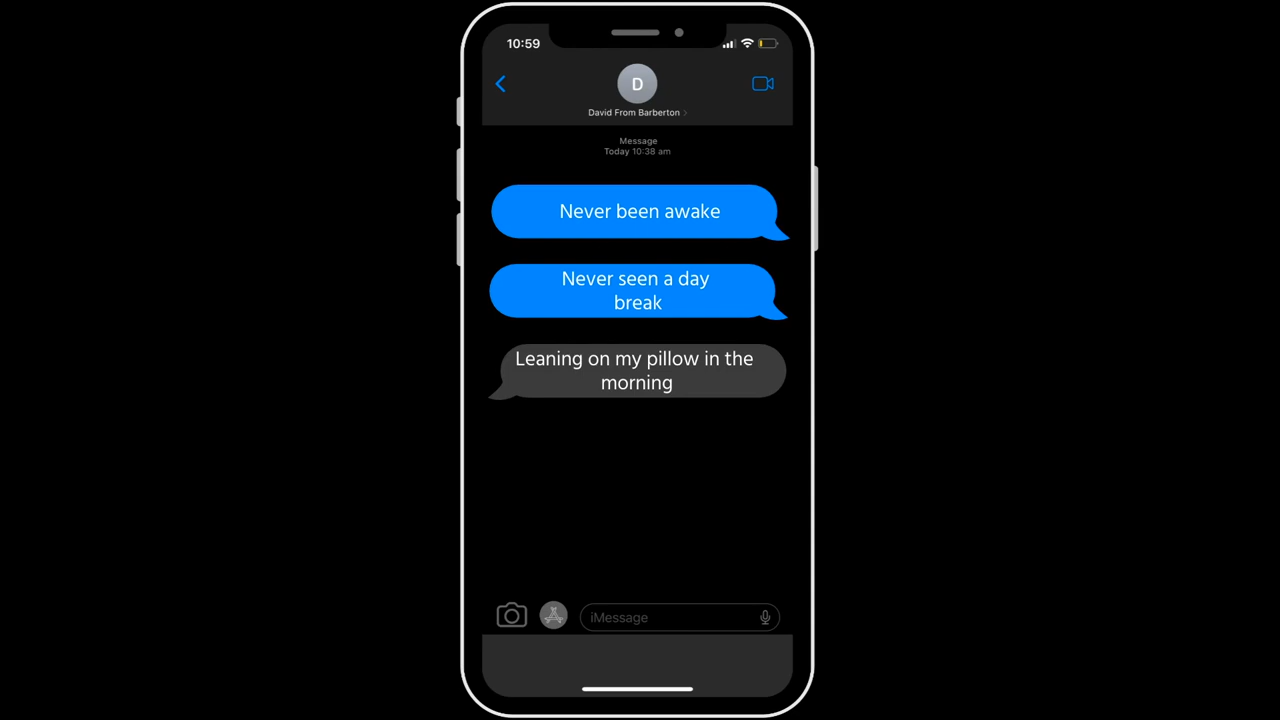 10:59
D
David From Barberton
Message
Today 10:38 am
Never been awake
Never seen a day
break
Leaning on my pillow in the
morning
iMessage